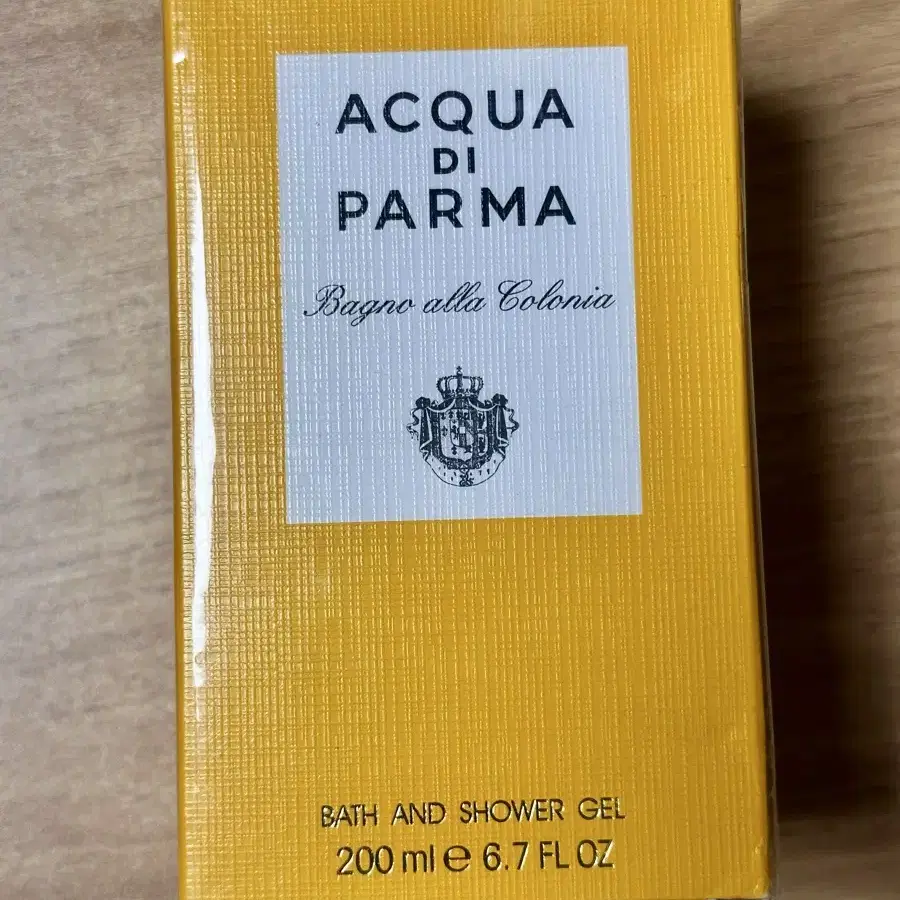 ACQUA
DI
PARMA
Bagno alla Colonia
BATH AND SHOWER GEL
200 ml e 6.7 FL OZ